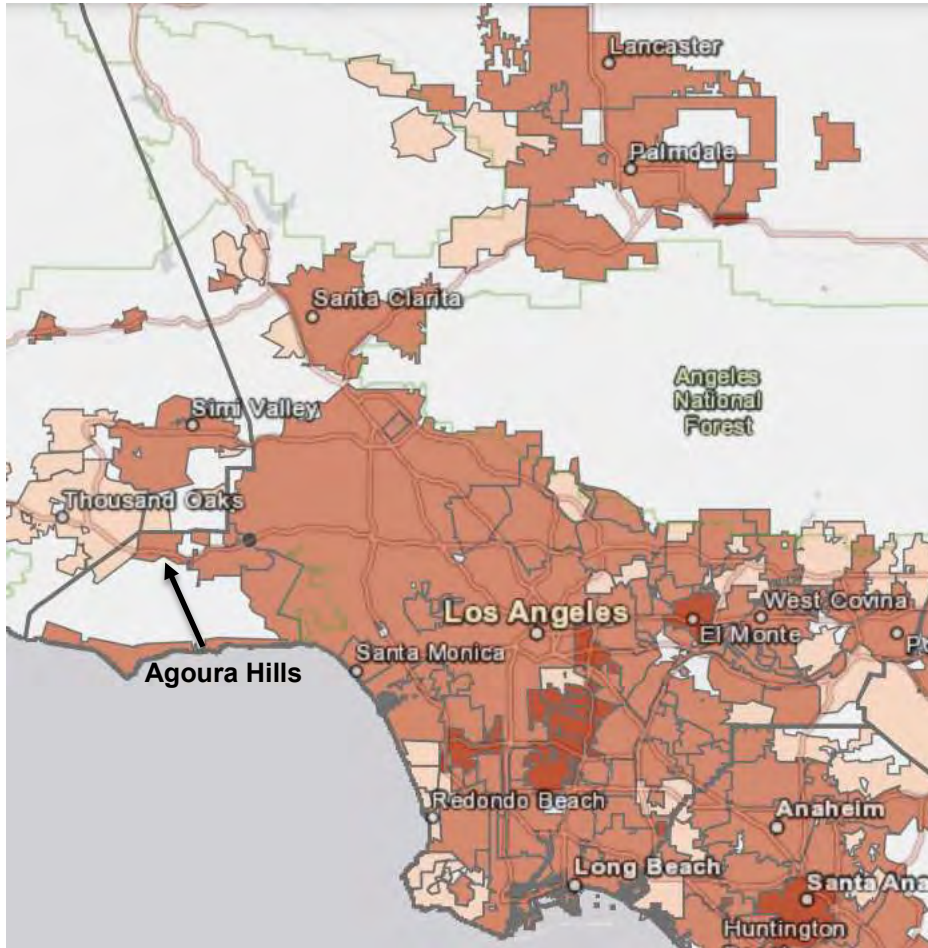 Lancaster
Palmdale
Santa Clarita
Angeles
National
Forest
Simi Valley
Thousand Oaks
Los Angeles
West Covina
El Monte
Po
Santa Monica
Agoura Hills
Redondo Beach
Anaheim
Long Beach
Santa Ana
Huntington